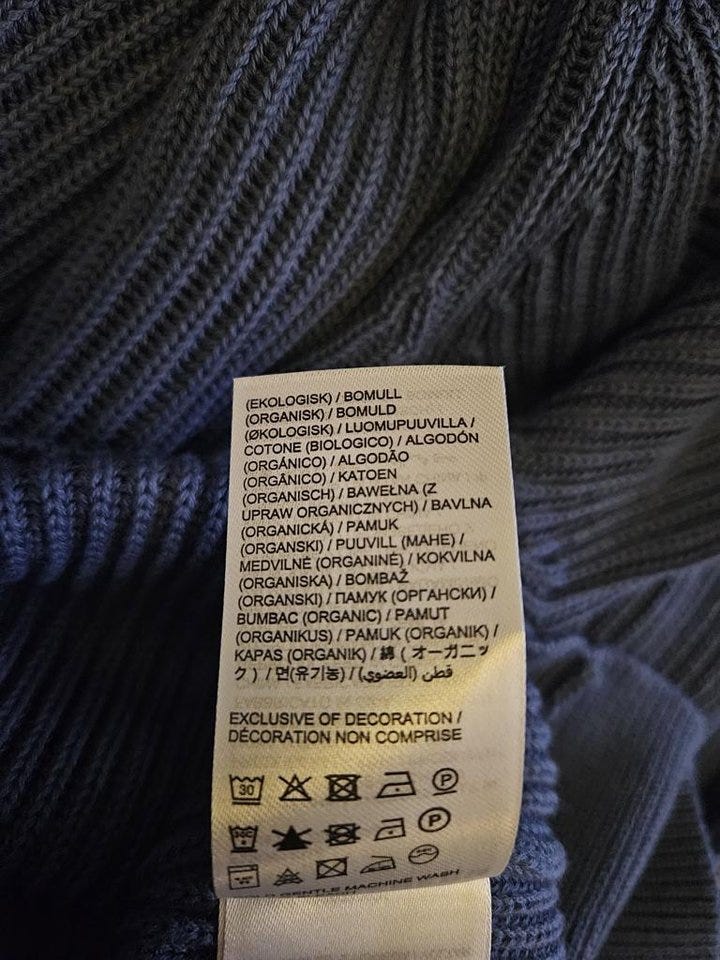 (EKOLOGISK) / BOMULL
(ORGANISK) / BOMULD
(ØKOLOGISK) / LUOMUPUUVILLA /
COTONE (BIOLOGICO) / ALGODÓN
(ORGÁNICO) / ALGODÃO
(ORGÂNICO) / KATOEN
(ORGANISCH) / BAWEŁNA (Z
UPRAW ORGANICZNYCH) / BAVLNA
(ORGANICKÁ) / PAMUK
(ORGANSKI) / PUUVILL (MAHE) /
MEDVILNĖ (ORGANINĖ) / KOKVILNA
(ORGANISKA) / BOMBAŽ
(ORGANSKI) / ПАМУК (ОРГАНСКИ) /
BUMBAC (ORGANIC) / PAMUT
(ORGANIKUS) / PAMUK (ORGANIK) /
KAPAS (ORGANIK) / 綿 ( オーガニッ
ク ) / 면(유기농) / قطن (العضوي)
EXCLUSIVE OF DECORATION /
DÉCORATION NON COMPRISE
30 P
P
GENTLE MACHINE WASH